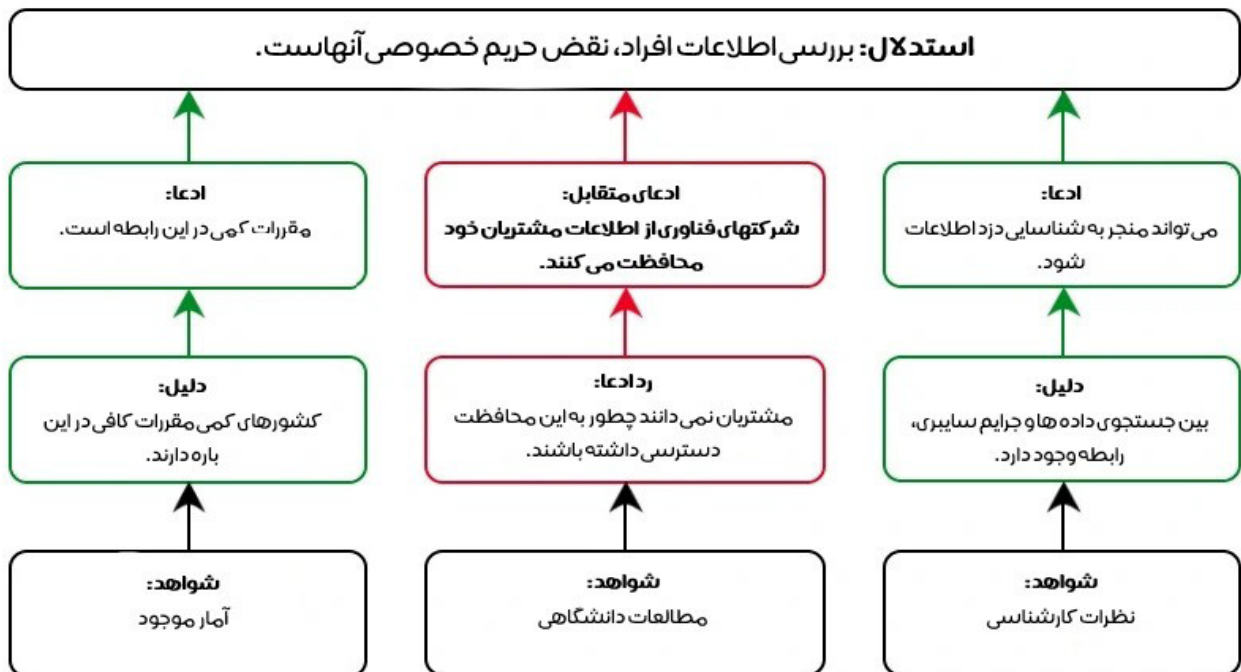 استدلال: بررسی اطلاعات افراد، نقض حریم خصوصی آنهاست.
ادعا:
می‌تواند منجر به شناسایی دزد اطلاعات
شود.
دلیل:
بین جستجوی داده ها و جرایم سایبری،
رابطه وجود دارد.
شواهد:
نظرات کارشناسی
ادعای متقابل:
شرکتهای فناوری از اطلاعات مشتریان خود
محافظت می‌کنند.
رد ادعا:
مشتریان نمی دانند چطور به این محافظت
دسترسی داشته باشند.
شواهد:
مطالعات دانشگاهی
ادعا:
مقررات کمی در این رابطه است.
دلیل:
کشورهای کمی مقررات کافی در این
باره دارند.
شواهد:
آمار موجود